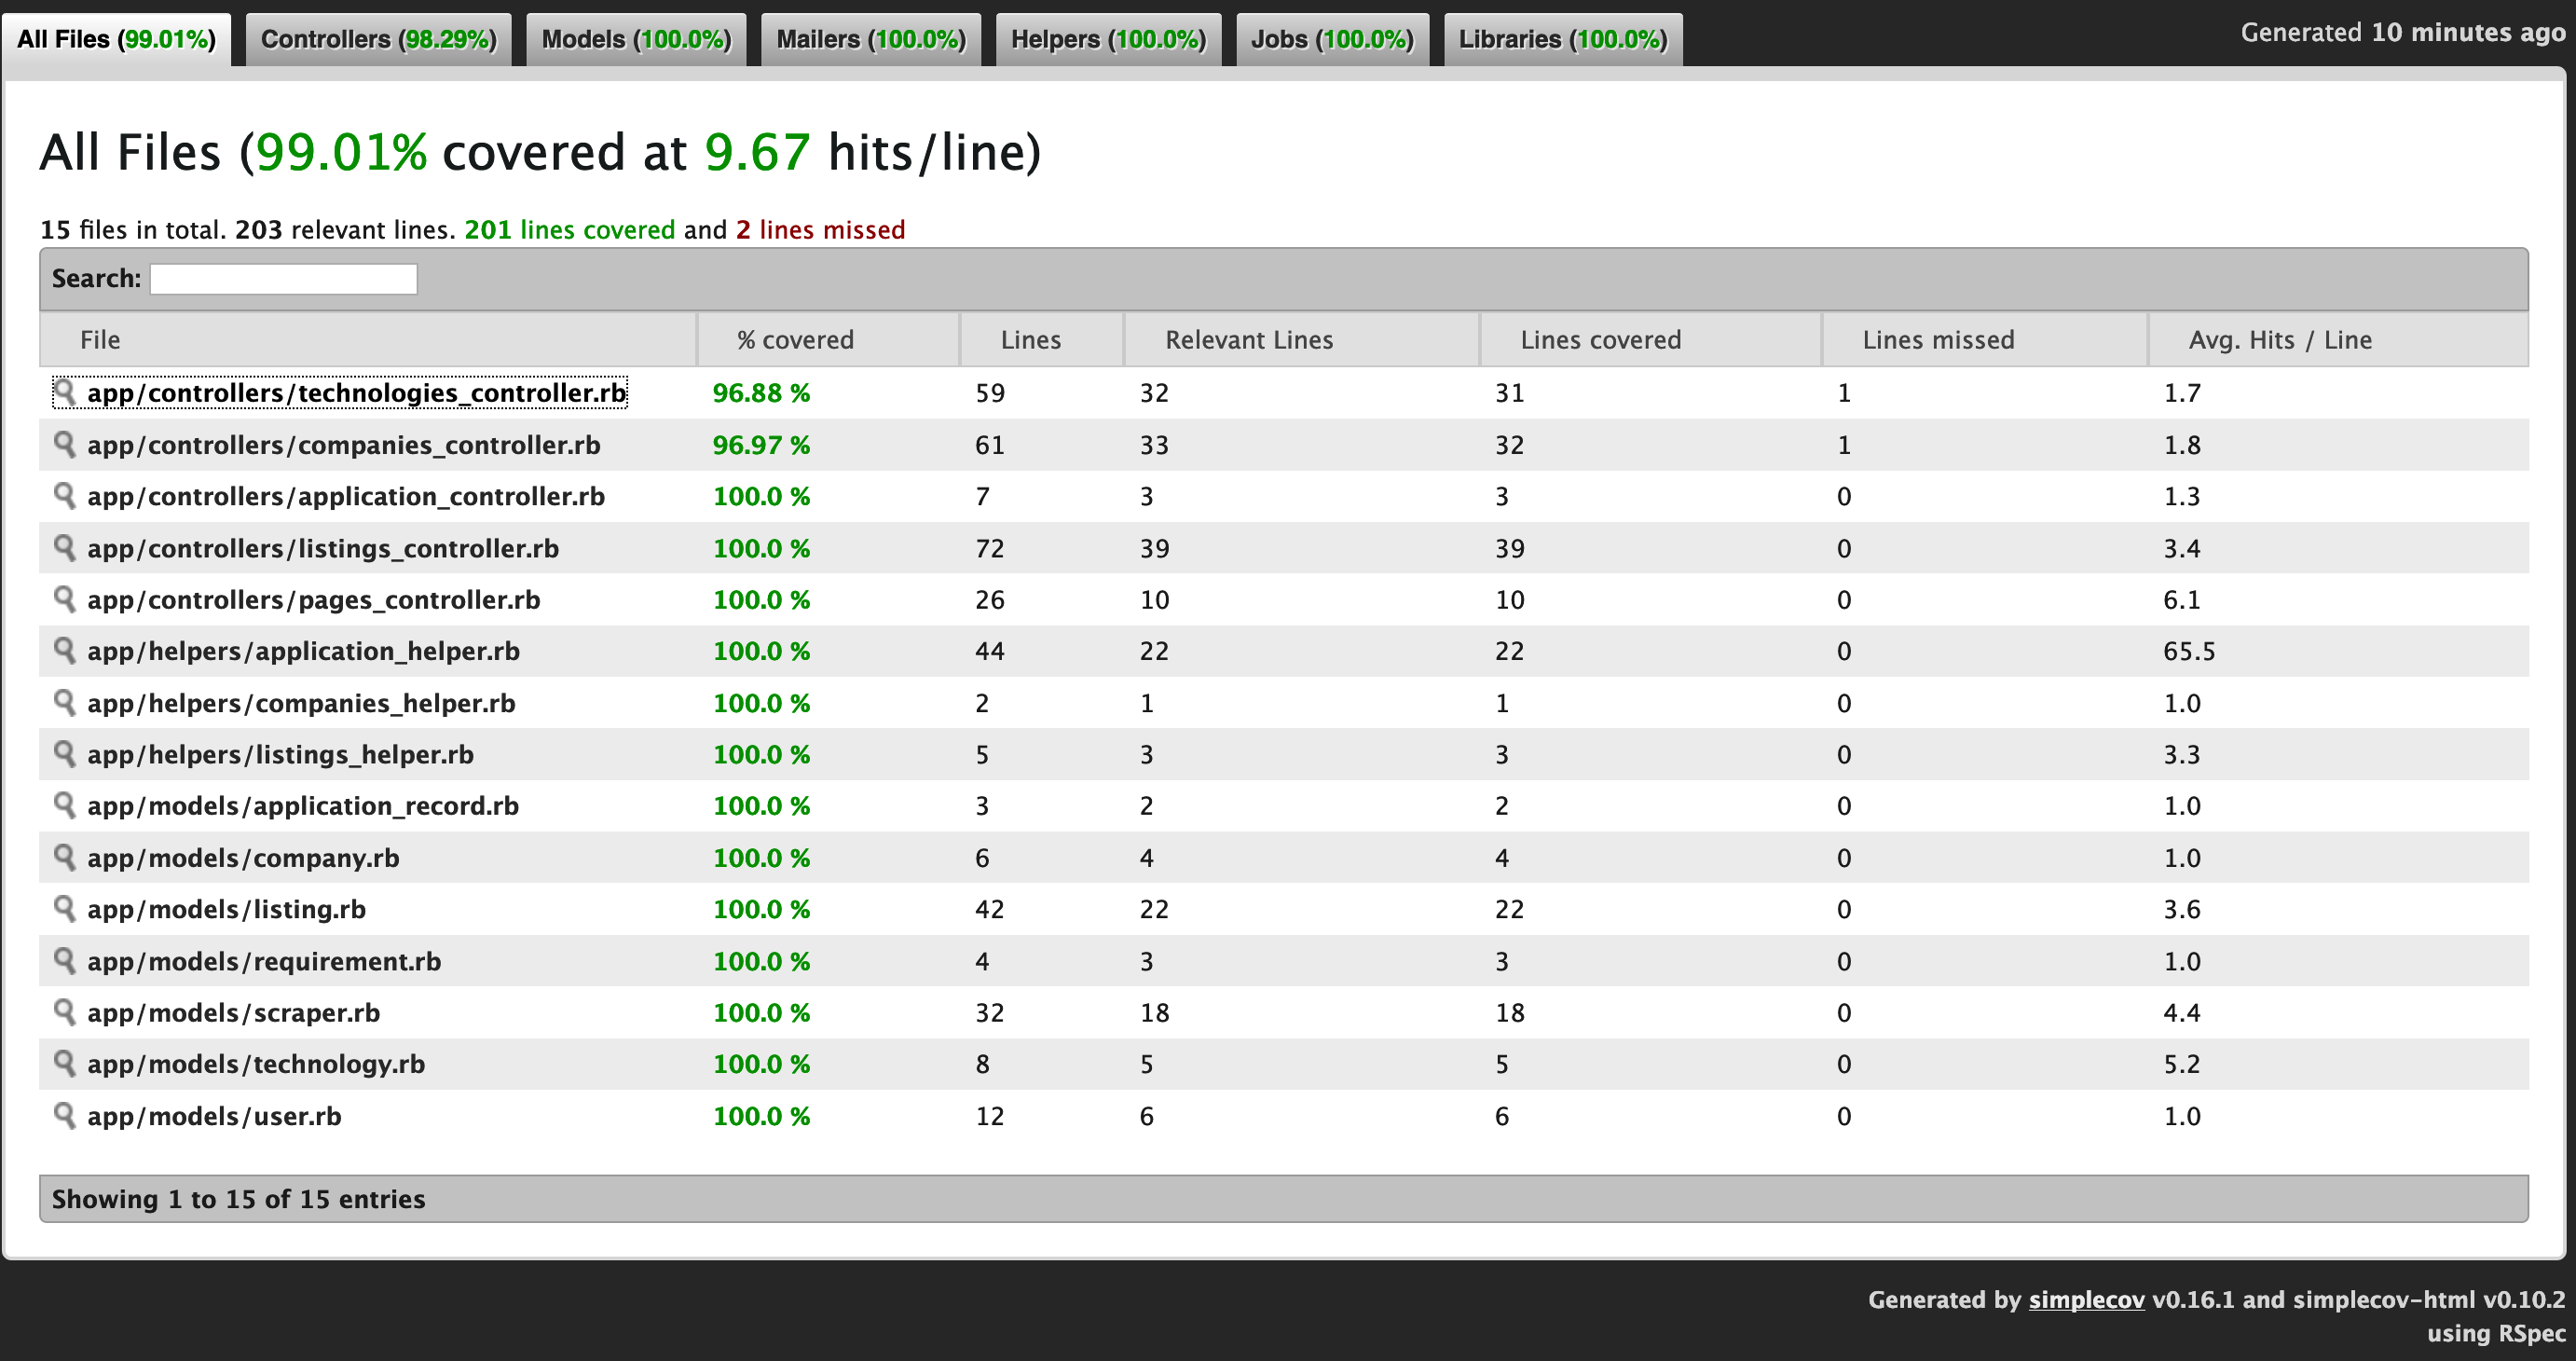 All Files (99.01%) Controllers (98.29%) Models (100.0%) Mailers (100.0%) Helpers (100.0%) Jobs (100.0%) Libraries (100.0%) Generated 10 minutes ago
All Files (99.01% covered at 9.67 hits/line)
15 files in total. 203 relevant lines. 201 lines covered and 2 lines missed
Search:
File % covered Lines Relevant Lines Lines covered Lines missed Avg. Hits / Line
app/controllers/technologies_controller.rb 96.88 % 59 32 31 1 1.7
app/controllers/companies_controller.rb 96.97 % 61 33 32 1 1.8
app/controllers/application_controller.rb 100.0 % 7 3 3 0 1.3
app/controllers/listings_controller.rb 100.0 % 72 39 39 0 3.4
app/controllers/pages_controller.rb 100.0 % 26 10 10 0 6.1
app/helpers/application_helper.rb 100.0 % 44 22 22 0 65.5
app/helpers/companies_helper.rb 100.0 % 2 1 1 0 1.0
app/helpers/listings_helper.rb 100.0 % 5 3 3 0 3.3
app/models/application_record.rb 100.0 % 3 2 2 0 1.0
app/models/company.rb 100.0 % 6 4 4 0 1.0
app/models/listing.rb 100.0 % 42 22 22 0 3.6
app/models/requirement.rb 100.0 % 4 3 3 0 1.0
app/models/scraper.rb 100.0 % 32 18 18 0 4.4
app/models/technology.rb 100.0 % 8 5 5 0 5.2
app/models/user.rb 100.0 % 12 6 6 0 1.0
Showing 1 to 15 of 15 entries
Generated by simplecov v0.16.1 and simplecov-html v0.10.2
using RSpec